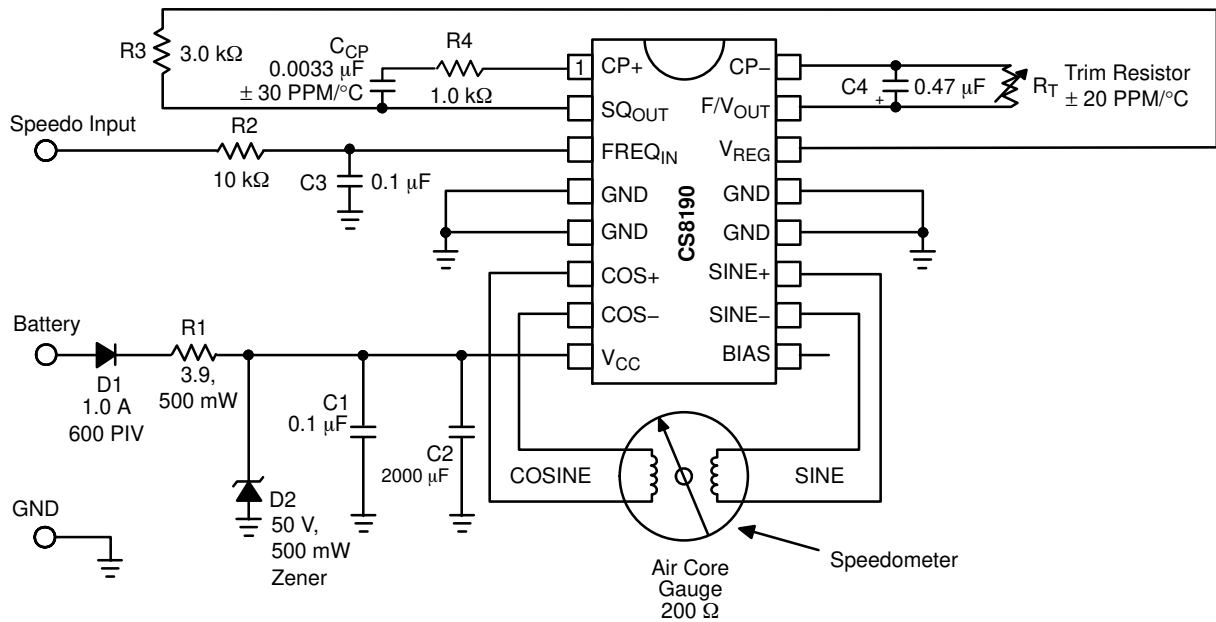 R3
3.0 kΩ
C_CP
0.0033 μF
± 30 PPM/°C
R4
1.0 kΩ
1
CP+
SQ_OUT
FREQ_IN
GND
GND
COS+
COS−
V_CC
CS8190
CP−
F/V_OUT
V_REG
GND
GND
SINE+
SINE−
BIAS
C4
+
0.47 μF
R_T
Trim Resistor
± 20 PPM/°C
Speedo Input
R2
10 kΩ
C3
0.1 μF
Battery
D1
1.0 A
600 PIV
R1
3.9,
500 mW
C1
0.1 μF
C2
2000 μF
D2
50 V,
500 mW
Zener
GND
COSINE
SINE
Speedometer
Air Core
Gauge
200 Ω